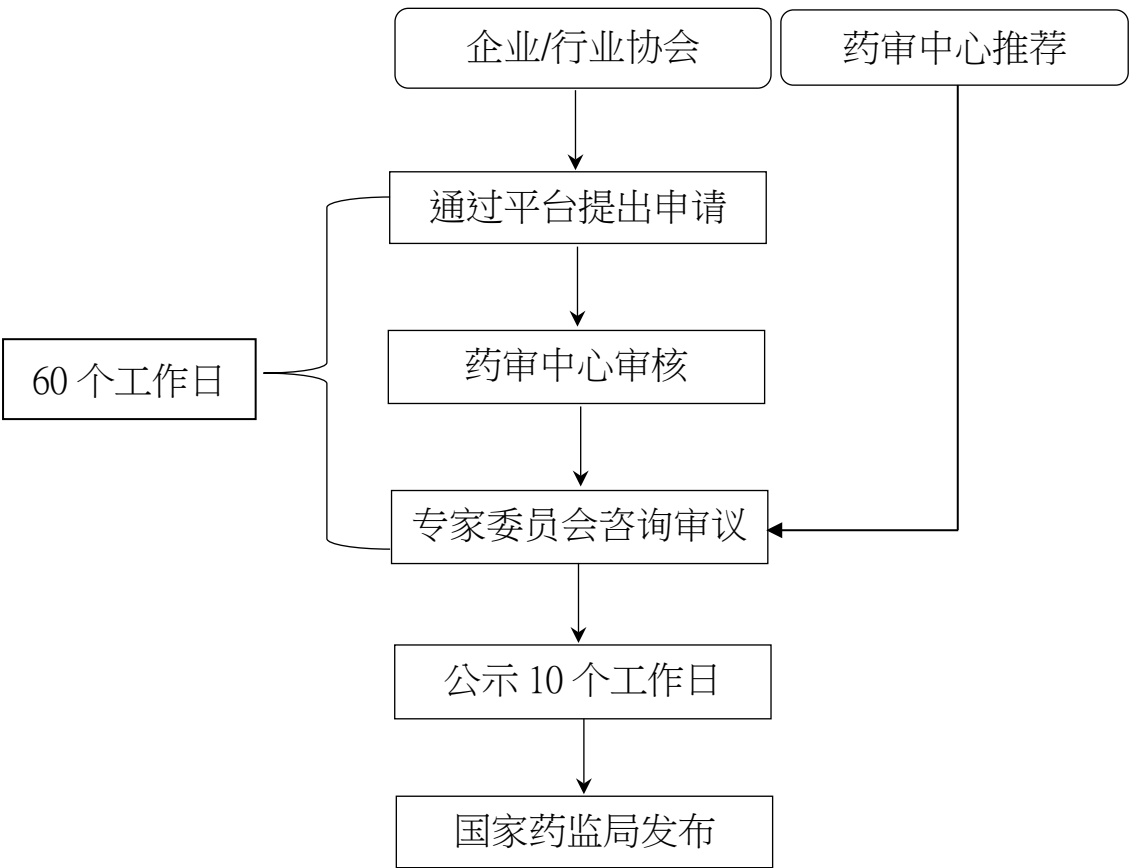 企业/行业协会
药审中心推荐
通过平台提出申请
药审中心审核
60 个工作日
专家委员会咨询审议
公示 10 个工作日
国家药监局发布